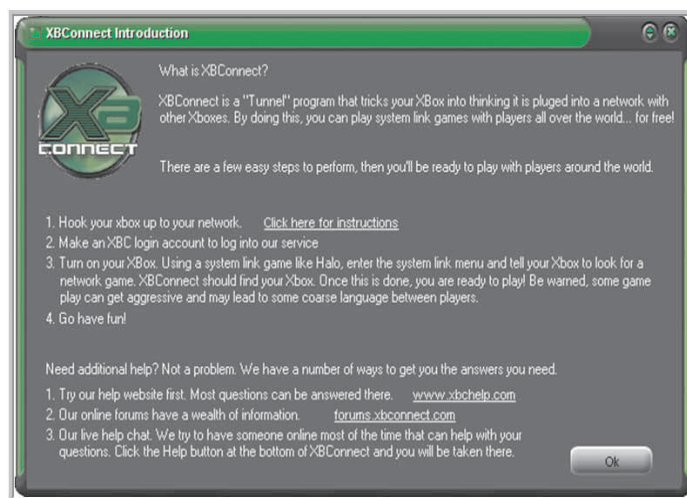 XBConnect Introduction
XB
CONNECT
What is XBConnect?
XBConnect is a "Tunnel" program that tricks your XBox into thinking it is pluged into a network with
other Xboxes. By doing this, you can play system link games with players all over the world... for free!
There are a few easy steps to perform, then you'll be ready to play with players around the world.
1. Hook your xbox up to your network. Click here for instructions
2. Make an XBC login account to log into our service
3. Turn on your XBox. Using a system link game like Halo, enter the system link menu and tell your Xbox to look for a
network game. XBConnect should find your Xbox. Once this is done, you are ready to play! Be warned, some game
play can get aggressive and may lead to some coarse language between players.
4. Go have fun!
Need additional help? Not a problem. We have a number of ways to get you the answers you need.
1. Try our help website first. Most questions can be answered there. www.xbchelp.com
2. Our online forums have a wealth of information. forums.xbconnect.com
3. Our live help chat. We try to have someone online most of the time that can help with your
questions. Click the Help button at the bottom of XBConnect and you will be taken there.
Ok